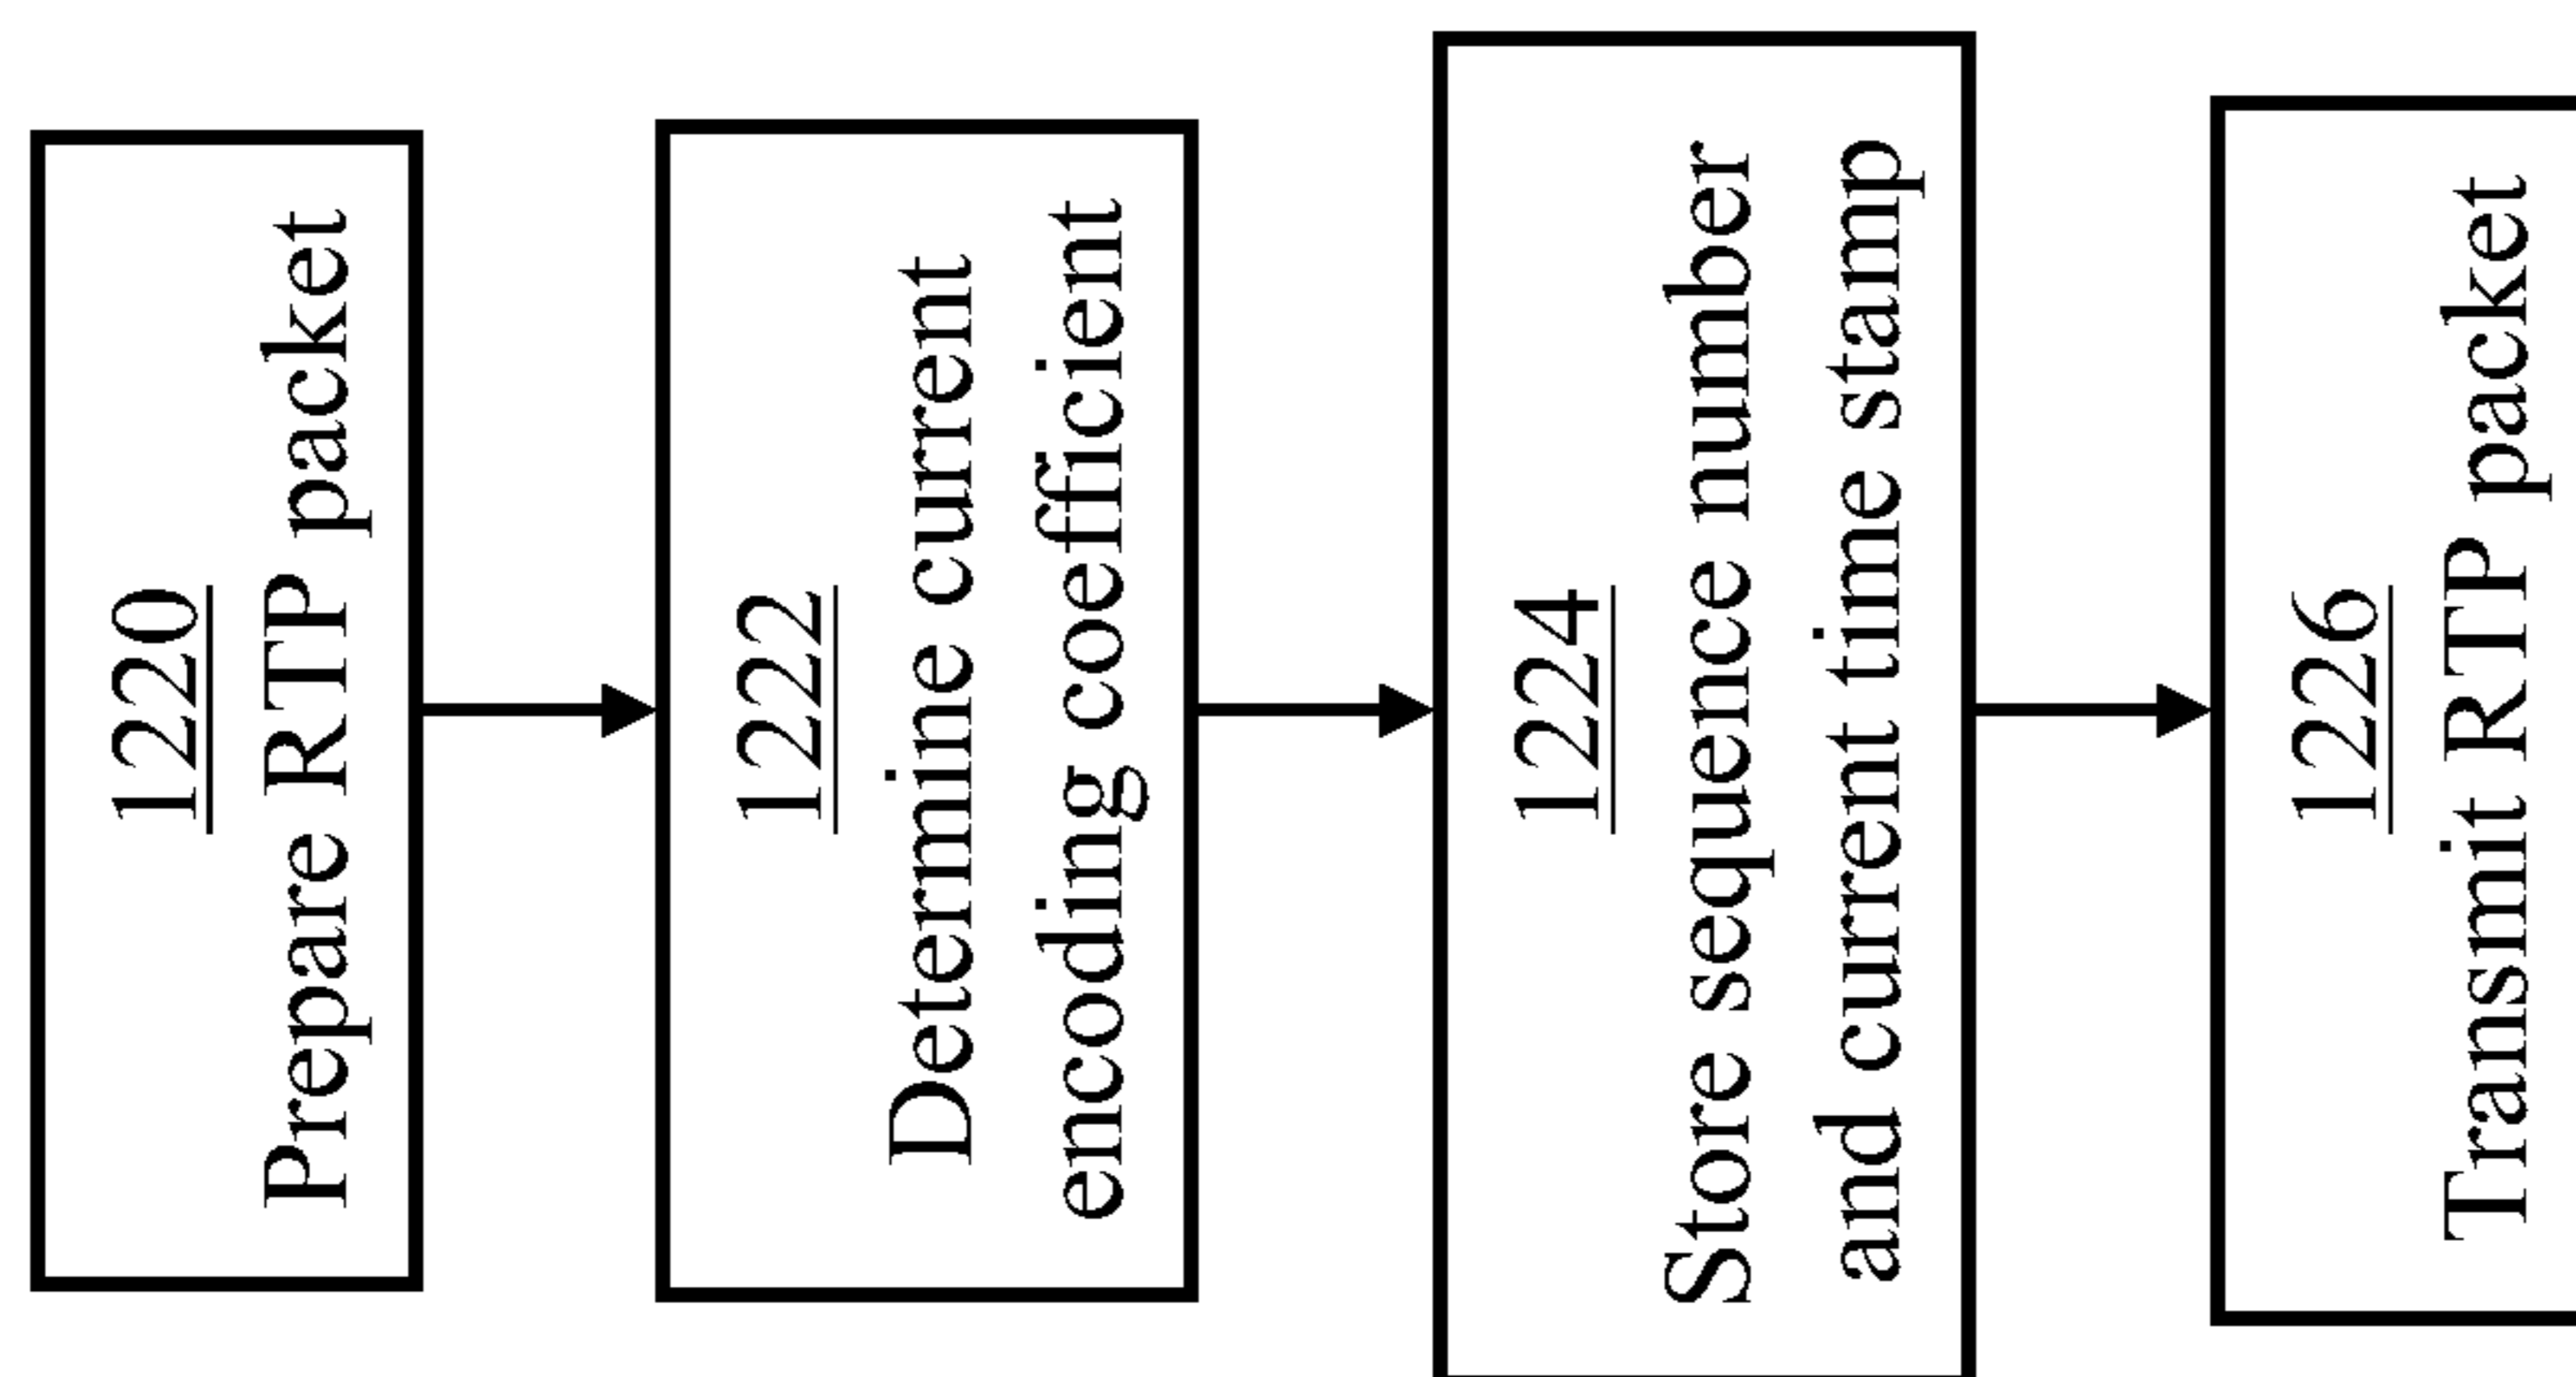 1220
Prepare RTP packet
1222
Determine current
encoding coefficient
1224
Store sequence number
and current time stamp
1226
Transmit RTP packet